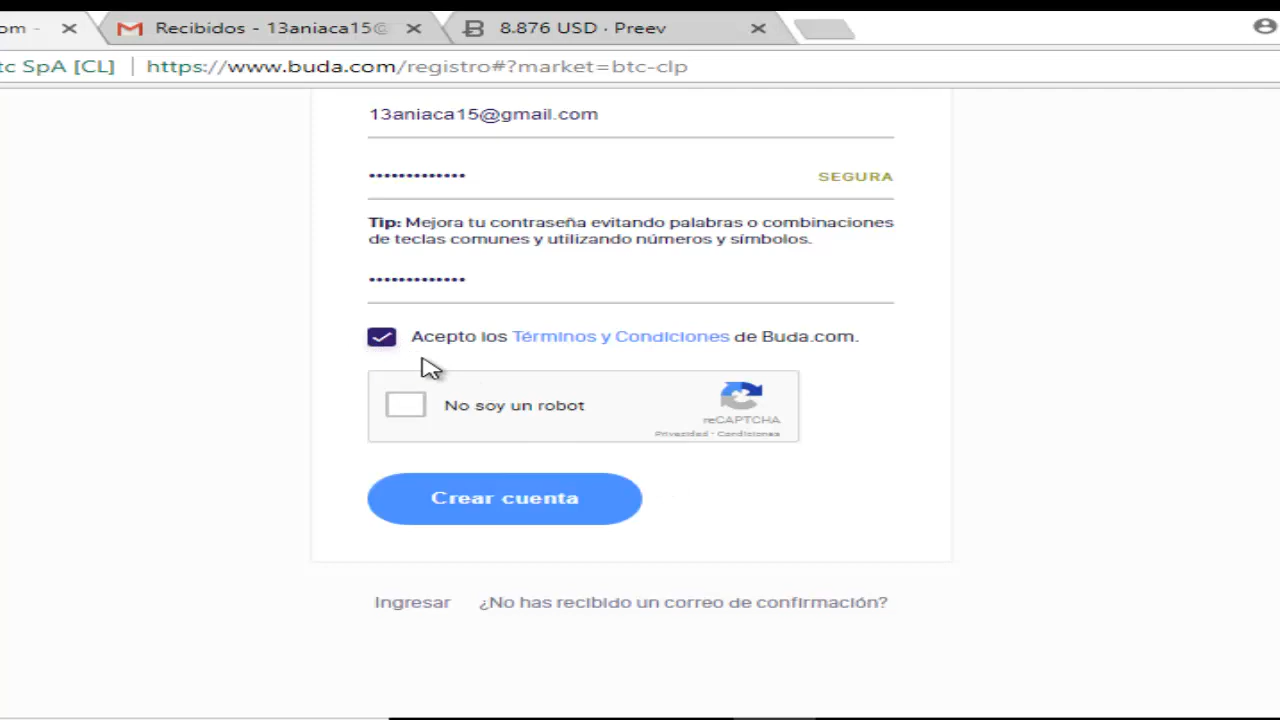 om -
Recibidos - 13aniaca15@
8.876 USD · Preev
tc SpA [CL] | https://www.buda.com/registro#?market=btc-clp
13aniaca15@gmail.com
•••••••••••••
SEGURA
Tip: Mejora tu contraseña evitando palabras o combinaciones
de teclas comunes y utilizando números y símbolos.
•••••••••••••
Acepto los Términos y Condiciones de Buda.com.
No soy un robot
reCAPTCHA
Privacidad - Condiciones
Crear cuenta
Ingresar ¿No has recibido un correo de confirmación?